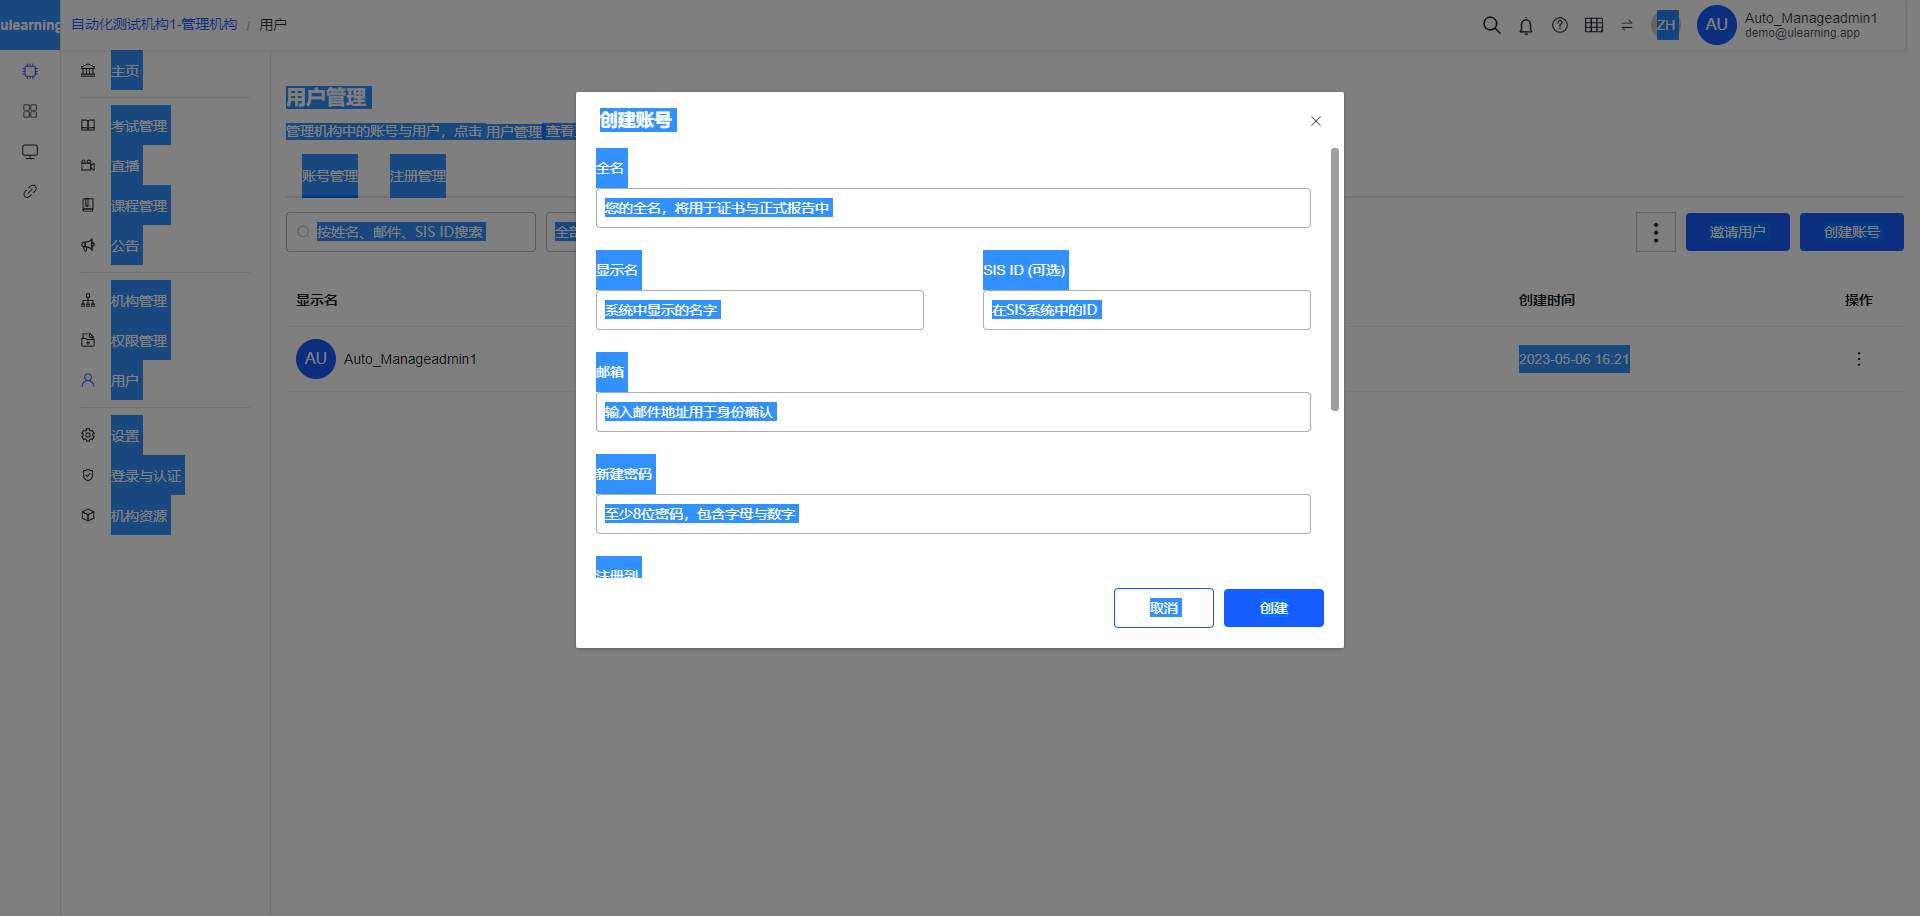 ulearning
自动化测试机构1-管理机构 / 用户
ZH
AU
Auto_Manageadmin1
demo@ulearning.app
主页
考试管理
直播
课程管理
公告
机构管理
权限管理
用户
设置
登录与认证
机构资源
用户管理
管理机构中的账号与用户，点击 用户管理 查看
账号管理
注册管理
按姓名、邮件、SIS ID搜索
全部
邀请用户
创建账号
显示名
创建时间
操作
AU
Auto_Manageadmin1
2023-05-06 16:21
创建账号
全名
您的全名，将用于证书与正式报告中
显示名
SIS ID (可选)
系统中显示的名字
在SIS系统中的ID
邮箱
输入邮件地址用于身份确认
新建密码
至少8位密码，包含字母与数字
注册到
取消
创建